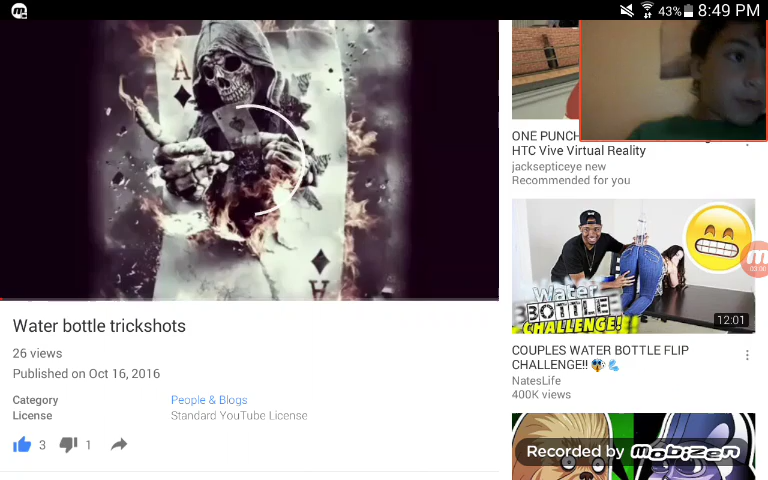 43% 8:49 PM
A
A
Water bottle trickshots
26 views
Published on Oct 16, 2016
Category People & Blogs
License Standard YouTube License
3 1
ONE PUNCH
HTC Vive Virtual Reality
jacksepticeye new
Recommended for you
03:00
Water
BOTTLE
CHALLENGE!
12:01
COUPLES WATER BOTTLE FLIP
CHALLENGE!! 😱💦
NatesLife
400K views
Recorded by mobizen